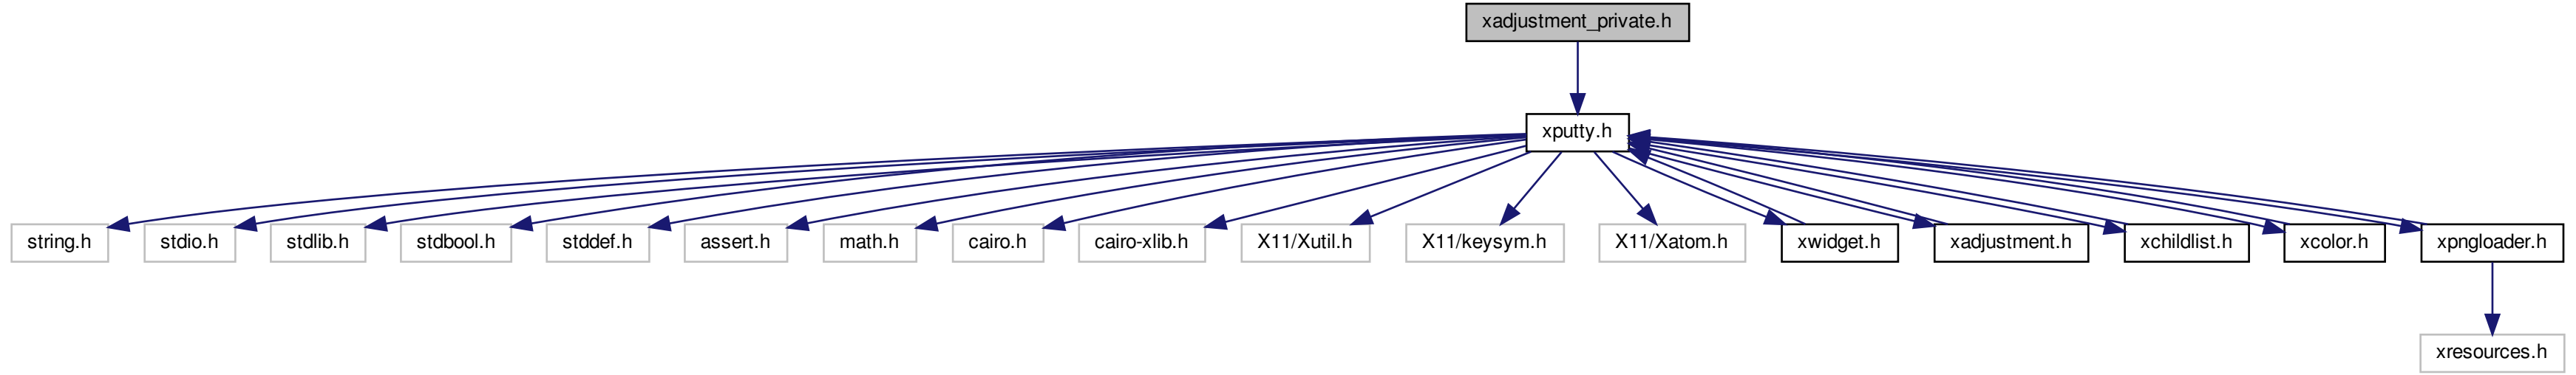 xadjustment_private.h
xputty.h
string.h
stdio.h
stdlib.h
stdbool.h
stddef.h
assert.h
math.h
cairo.h
cairo-xlib.h
X11/Xutil.h
X11/keysym.h
X11/Xatom.h
xwidget.h
xadjustment.h
xchildlist.h
xcolor.h
xpngloader.h
xresources.h